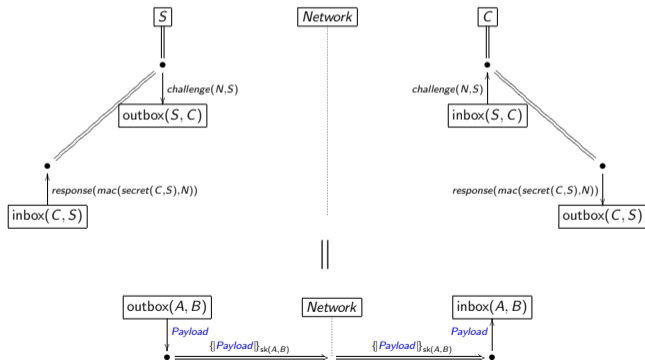 S Network C
challenge(N,S) challenge(N,S)
outbox(S, C) inbox(S, C)
response(mac(secret(C,S),N)) response(mac(secret(C,S),N))
inbox(C, S) outbox(C, S)
||
outbox(A, B) Network inbox(A, B)
Payload Payload
{|Payload|}sk(A,B) {|Payload|}sk(A,B)